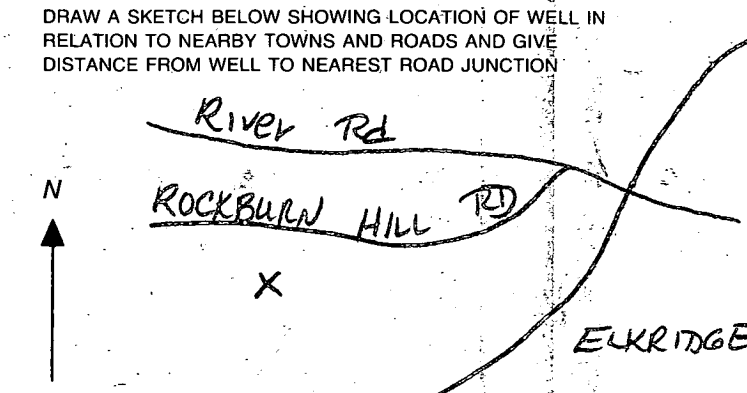 DRAW A SKETCH BELOW SHOWING LOCATION OF WELL IN
RELATION TO NEARBY TOWNS AND ROADS AND GIVE
DISTANCE FROM WELL TO NEAREST ROAD JUNCTION
River Rd
N
ROCKBURN HILL RD
X
ELKRIDGE